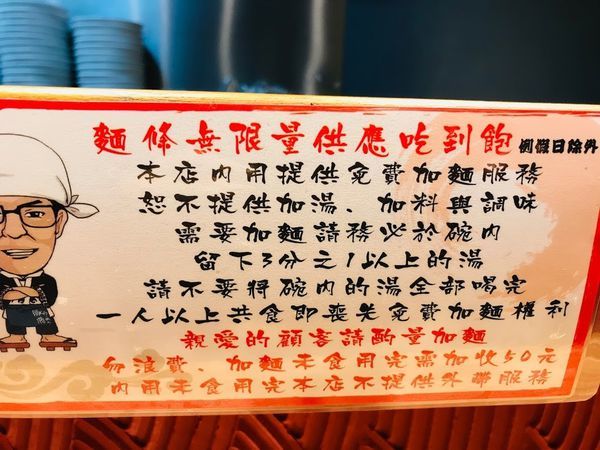 麵條無限量供應吃到飽 例假日除外
本店內用提供免費加麵服務
恕不提供加湯、加料與調味
需要加麵請務必於碗內
留下3分之1以上的湯
請不要將碗內的湯全部喝完
一人以上共食即喪失免費加麵權利
親愛的顧客請酌量加麵
勿浪費、加麵未食用完需加收50元
內用未食用完本店不提供外帶服務